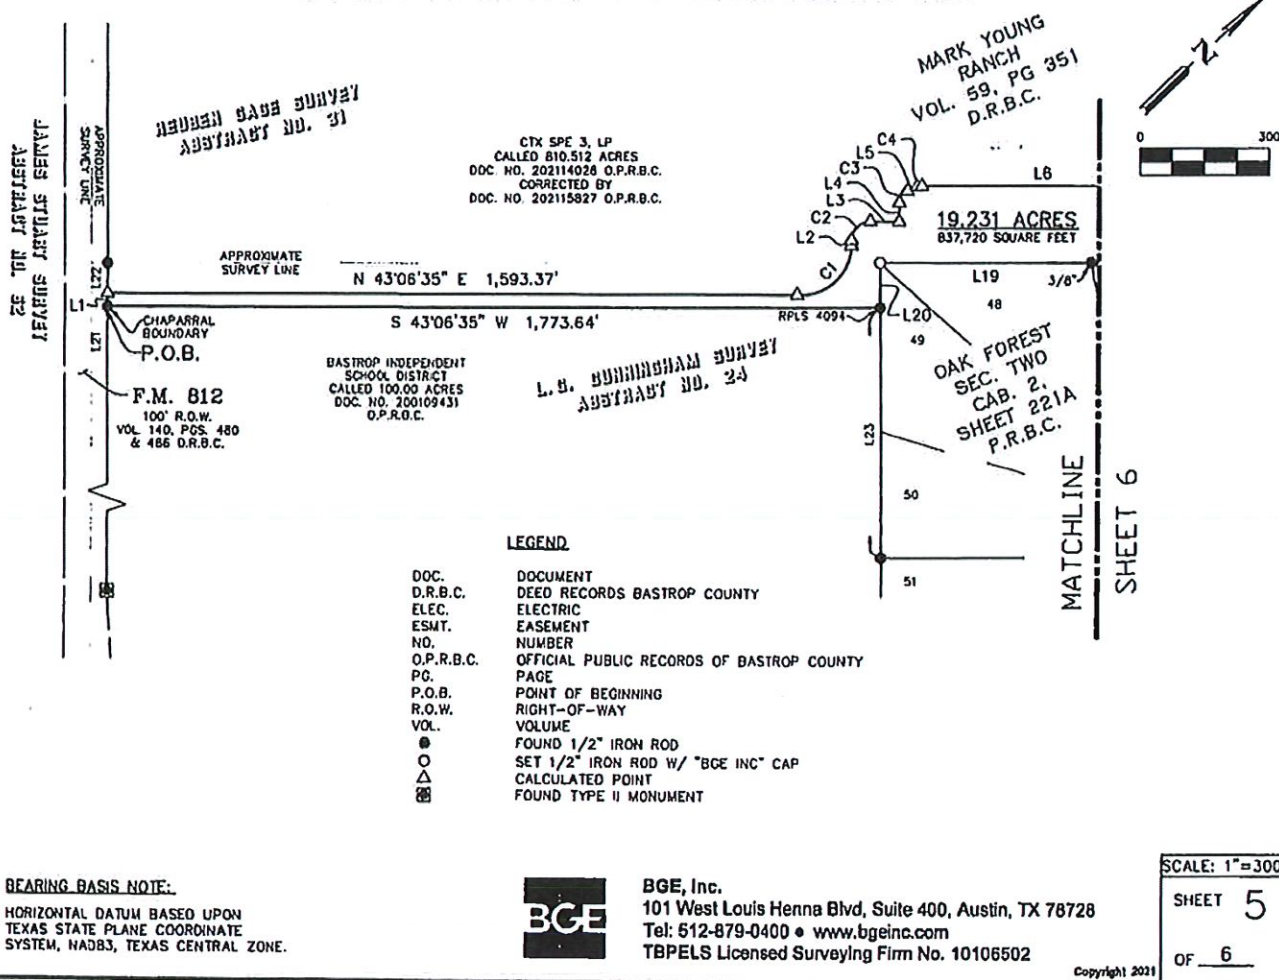 MARK YOUNG
RANCH
VOL. 59, PG 351
D.R.B.C.
N
0 300
REUBEN GAGE SURVEY
ABSTRACT NO. 31
JAMES STUART SURVEY
ABSTRACT NO. 92
APPROXIMATE
SURVEY LINE
CTX SPE 3, LP
CALLED 810.512 ACRES
DOC. NO. 202114026 O.P.R.B.C.
CORRECTED BY
DOC. NO. 202115827 O.P.R.B.C.
C4
L5
C3
L4
L3
C2
L2
C1
L6
19.231 ACRES
837,720 SQUARE FEET
APPROXIMATE
SURVEY LINE
N 43°06'35" E 1,593.37'
S 43°06'35" W 1,773.64'
L22
L1
L21
CHAPARRAL
BOUNDARY
P.O.B.
F.M. 812
100' R.O.W.
VOL. 140, PGS. 480
& 486 D.R.B.C.
BASTROP INDEPENDENT
SCHOOL DISTRICT
CALLED 100.00 ACRES
DOC. NO. 200109431
O.P.R.B.C.
L.G. CUNNINGHAM SURVEY
ABSTRACT NO. 24
RPLS 4094
L20
L19
3/8"
48
49
OAK FOREST
SEC. TWO
CAB. 2,
SHEET 221A
P.R.B.C.
L23
50
51
MATCHLINE
SHEET 6
LEGEND
DOC. DOCUMENT
D.R.B.C. DEED RECORDS BASTROP COUNTY
ELEC. ELECTRIC
ESMT. EASEMENT
NO. NUMBER
O.P.R.B.C. OFFICIAL PUBLIC RECORDS OF BASTROP COUNTY
PG. PAGE
P.O.B. POINT OF BEGINNING
R.O.W. RIGHT-OF-WAY
VOL. VOLUME
FOUND 1/2" IRON ROD
SET 1/2" IRON ROD W/ "BGE INC" CAP
CALCULATED POINT
FOUND TYPE II MONUMENT
BEARING BASIS NOTE:
HORIZONTAL DATUM BASED UPON
TEXAS STATE PLANE COORDINATE
SYSTEM, NAD83, TEXAS CENTRAL ZONE.
BGE
BGE, Inc.
101 West Louis Henna Blvd, Suite 400, Austin, TX 78728
Tel: 512-879-0400 ● www.bgeinc.com
TBPELS Licensed Surveying Firm No. 10106502
Copyright 2021
SCALE: 1"=300
SHEET 5
OF 6